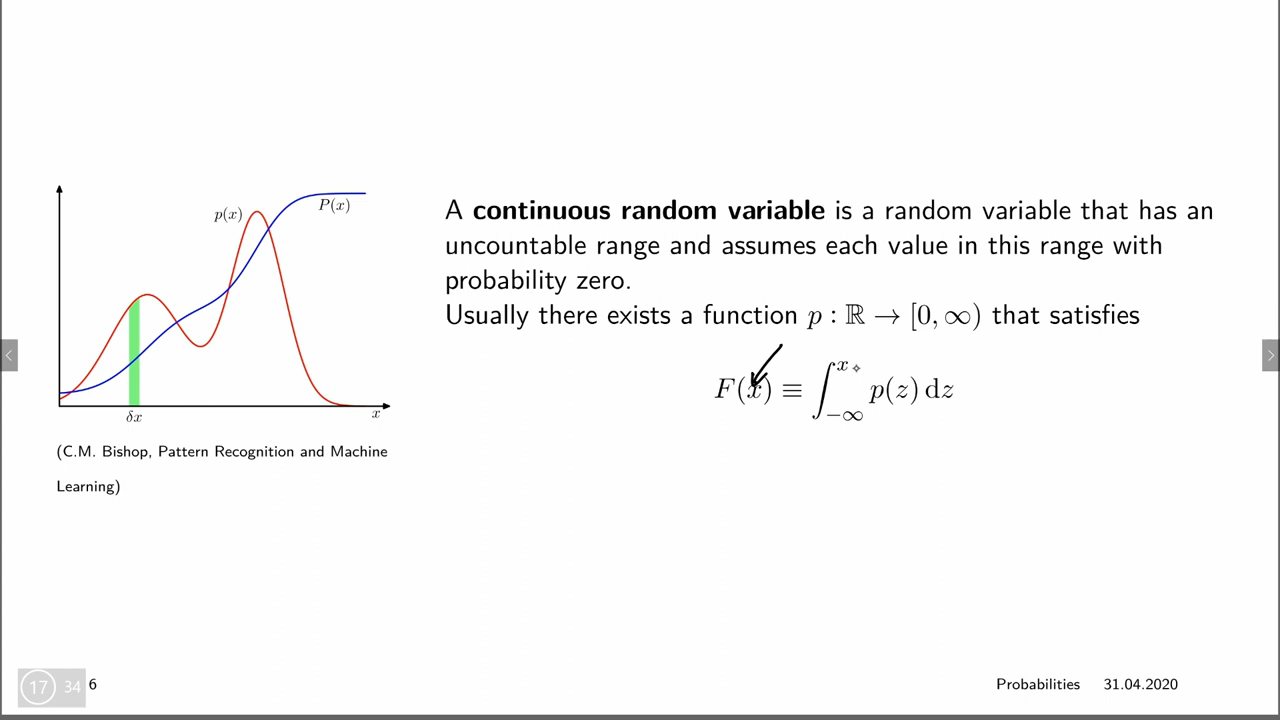 p(x)
P(x)
δx
x
(C.M. Bishop, Pattern Recognition and Machine
Learning)
A continuous random variable is a random variable that has an
uncountable range and assumes each value in this range with
probability zero.
Usually there exists a function p : ℝ → [0, ∞) that satisfies
F(x) ≡ ∫_{−∞}^{x} p(z) dz
17 34 6
Probabilities 31.04.2020